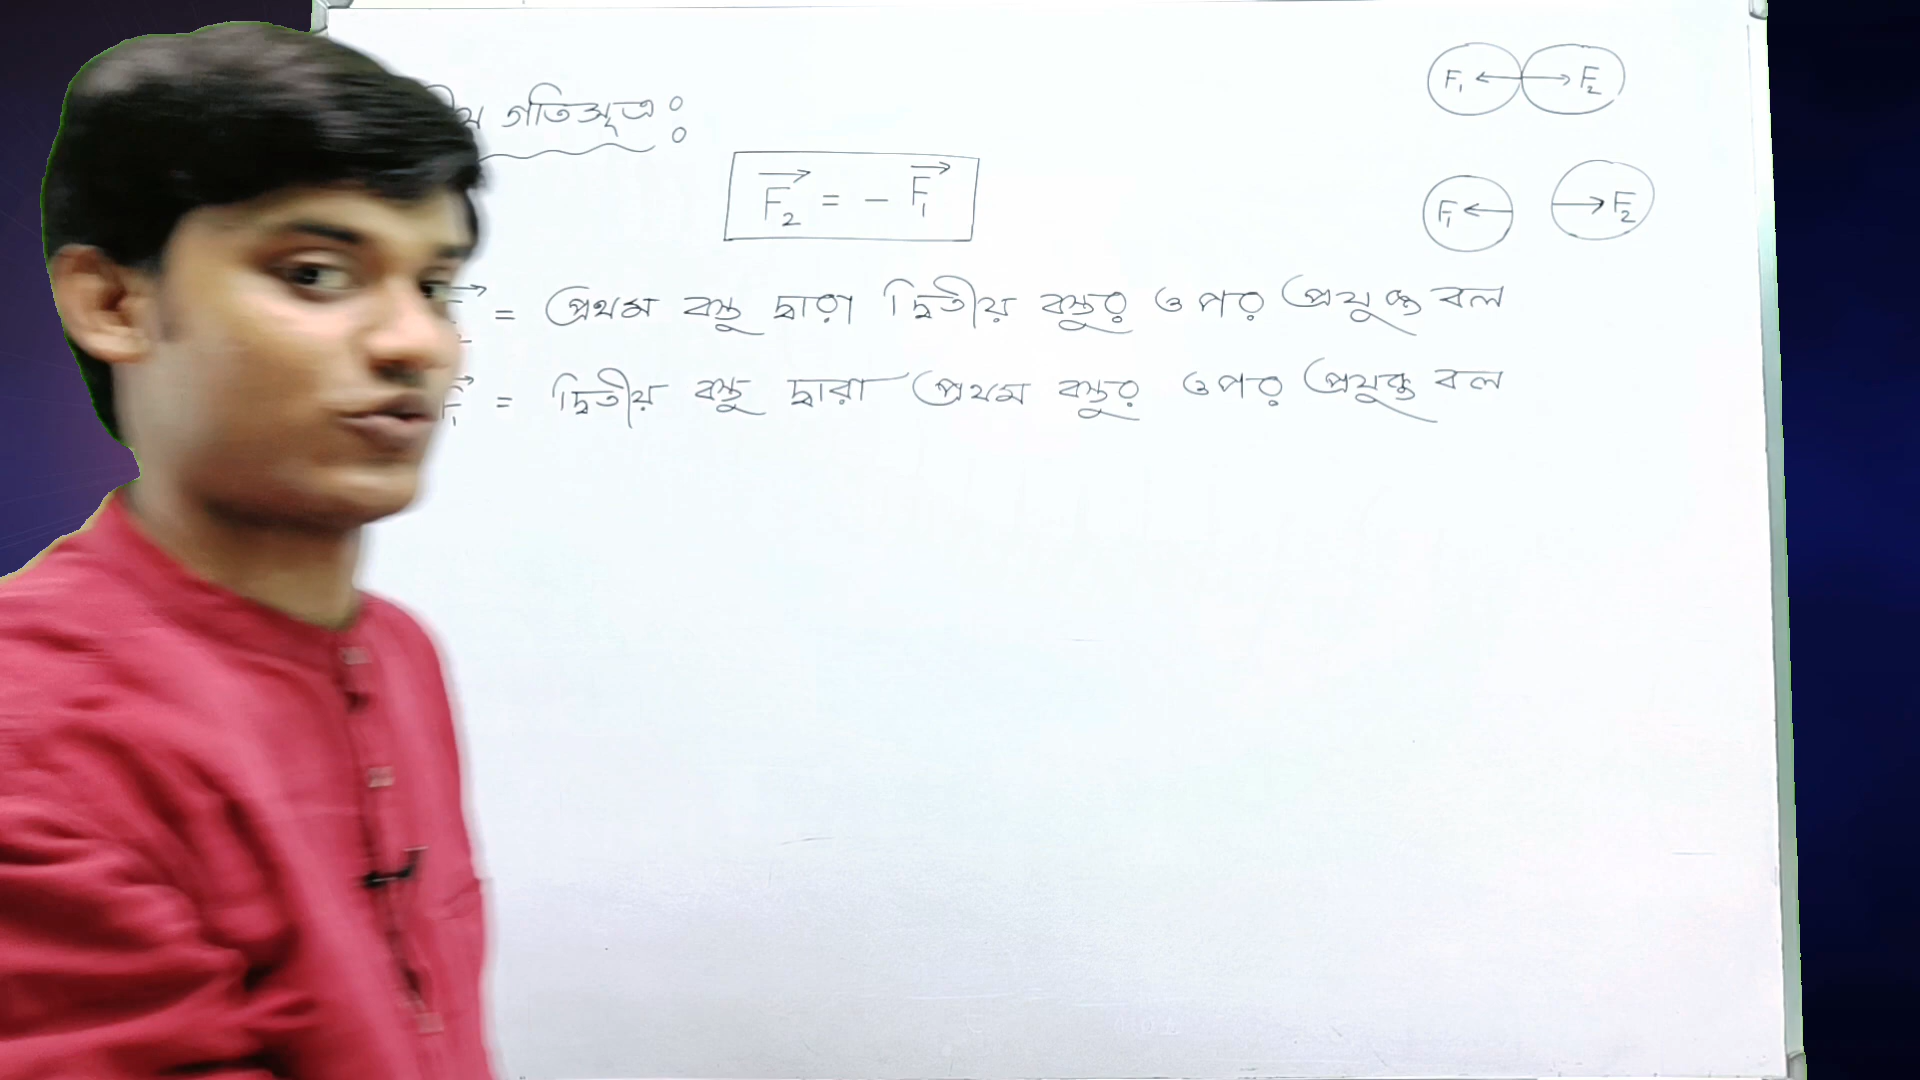 গতিসূত্র :
F₂ = - F₁
= প্রথম বস্তু দ্বারা দ্বিতীয় বস্তুর ওপর প্রযুক্ত বল
F₁ = দ্বিতীয় বস্তু দ্বারা প্রথম বস্তুর ওপর প্রযুক্ত বল
F₁ F₂
F₁ F₂